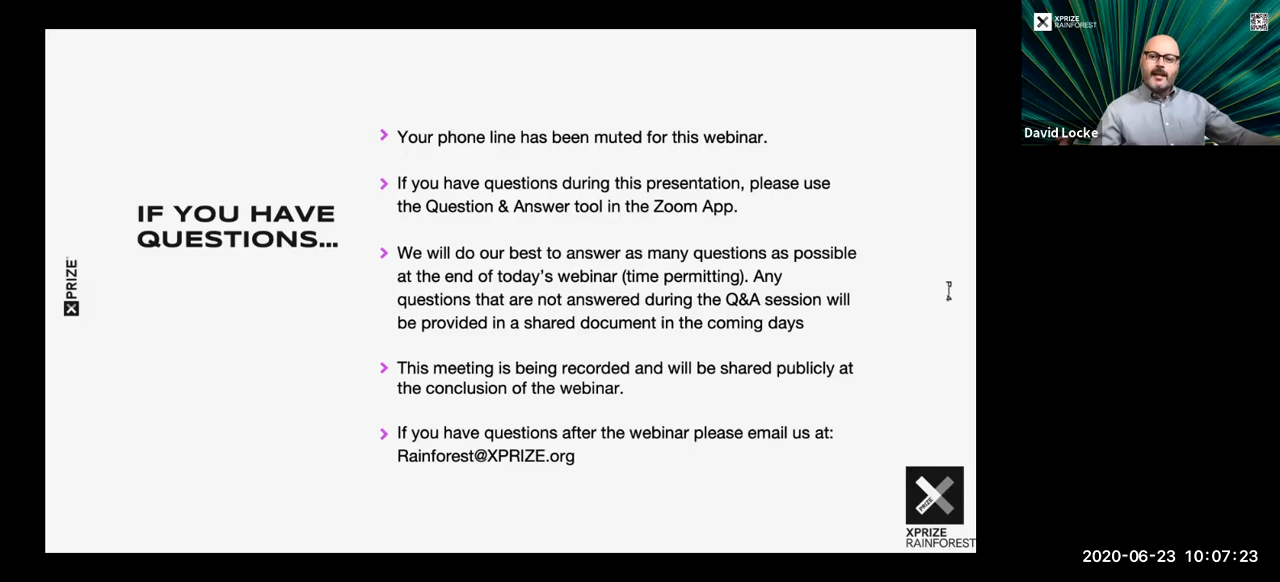 IF YOU HAVE
QUESTIONS...
Your phone line has been muted for this webinar.
If you have questions during this presentation, please use
the Question & Answer tool in the Zoom App.
We will do our best to answer as many questions as possible
at the end of today's webinar (time permitting). Any
questions that are not answered during the Q&A session will
be provided in a shared document in the coming days
This meeting is being recorded and will be shared publicly at
the conclusion of the webinar.
If you have questions after the webinar please email us at:
Rainforest@XPRIZE.org
XPRIZE
P—4
PRIZE
XPRIZE
RAINFOREST
XPRIZE
RAINFOREST
David Locke
2020-06-23 10:07:23